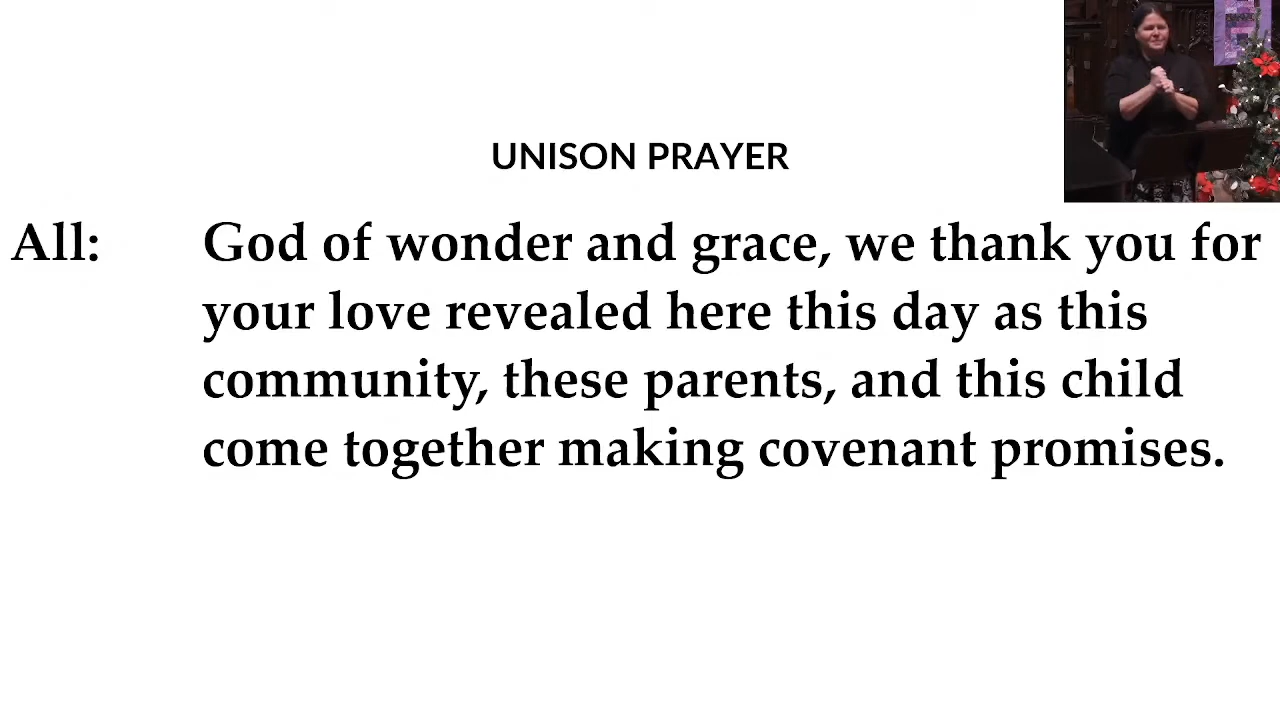 UNISON PRAYER
All: God of wonder and grace, we thank you for
your love revealed here this day as this
community, these parents, and this child
come together making covenant promises.